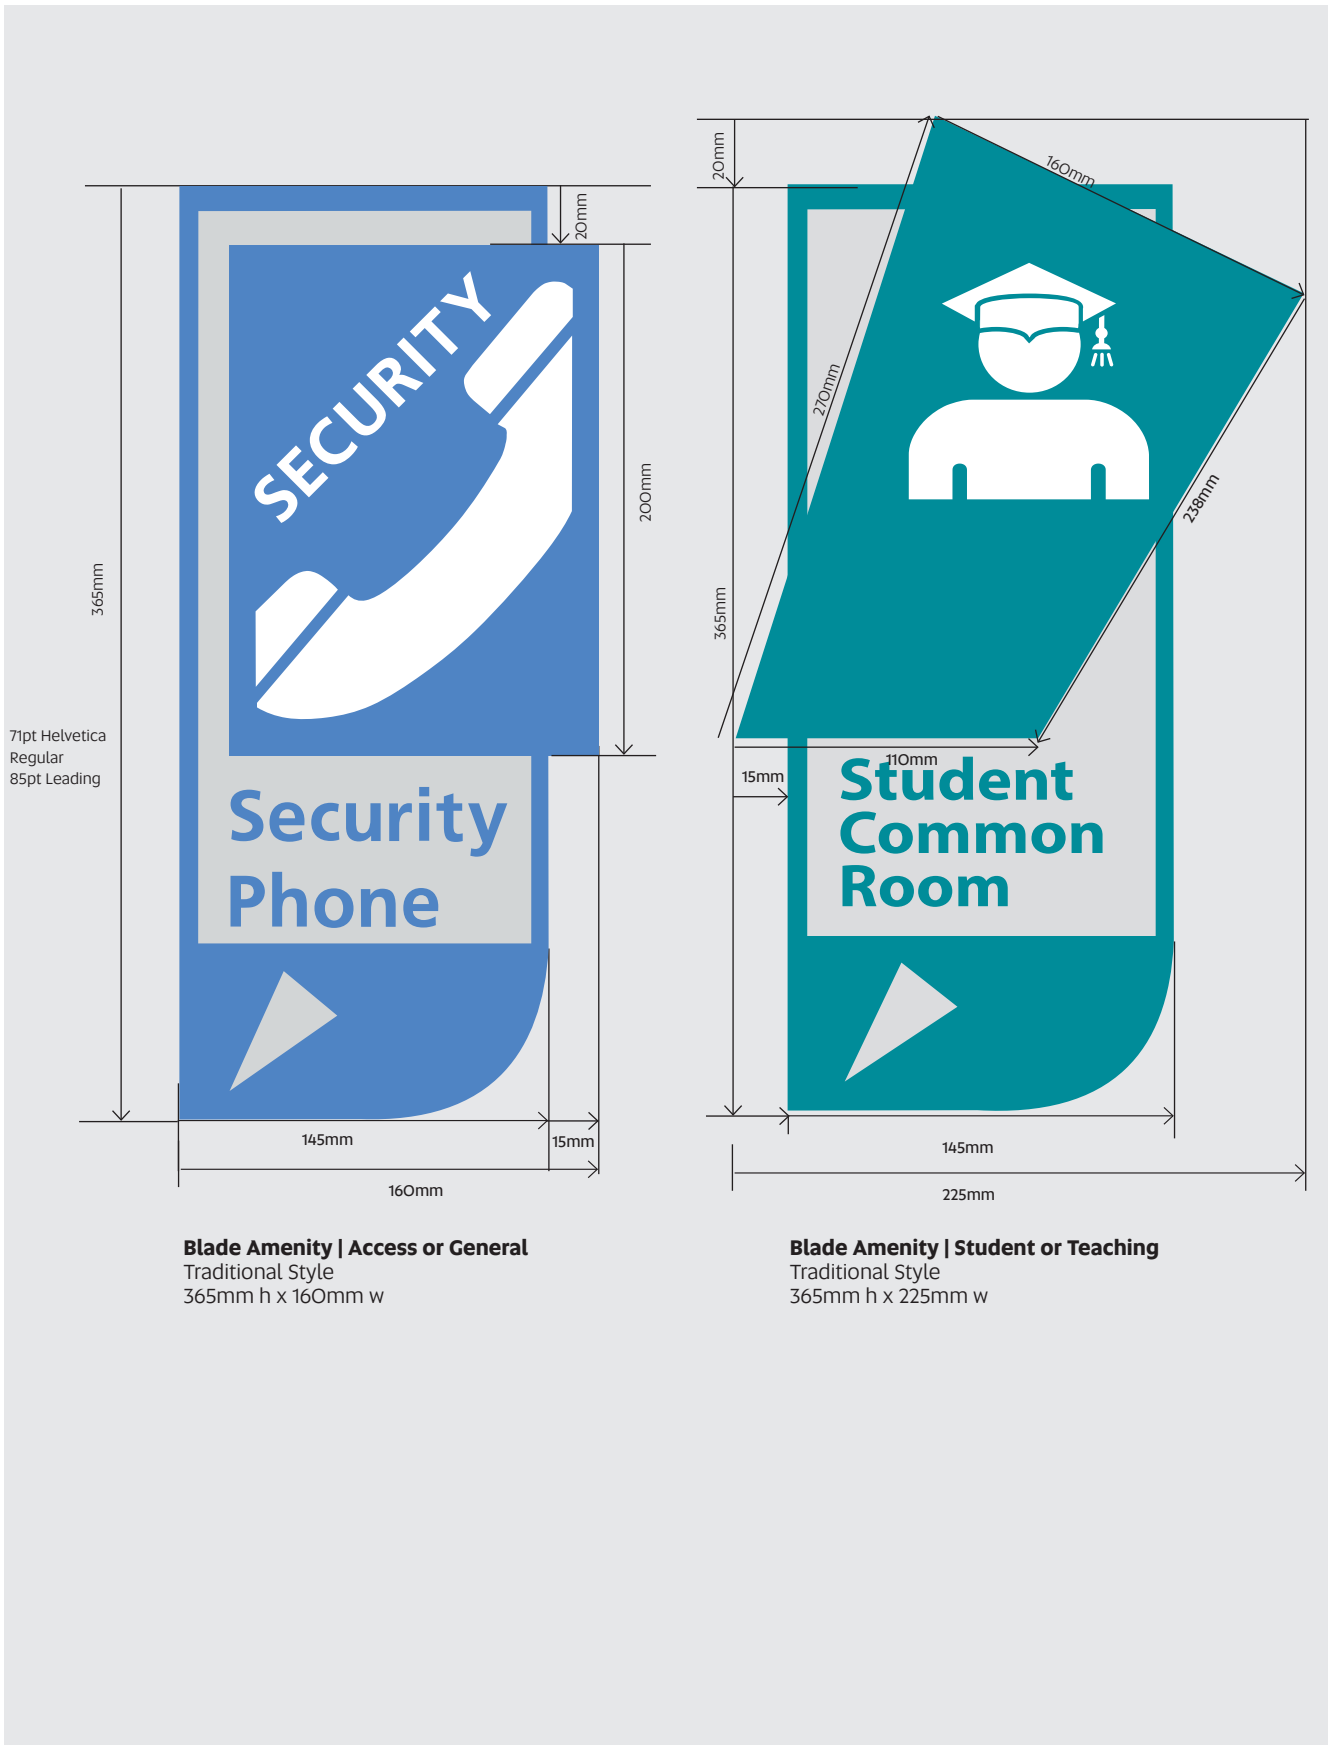 20mm
SECURITY
200mm
365mm
71pt Helvetica
Regular
85pt Leading
Security
Phone
145mm
15mm
160mm
Blade Amenity | Access or General
Traditional Style
365mm h x 160mm w
20mm
160mm
270mm
238mm
365mm
110mm
15mm
Student
Common
Room
145mm
225mm
Blade Amenity | Student or Teaching
Traditional Style
365mm h x 225mm w